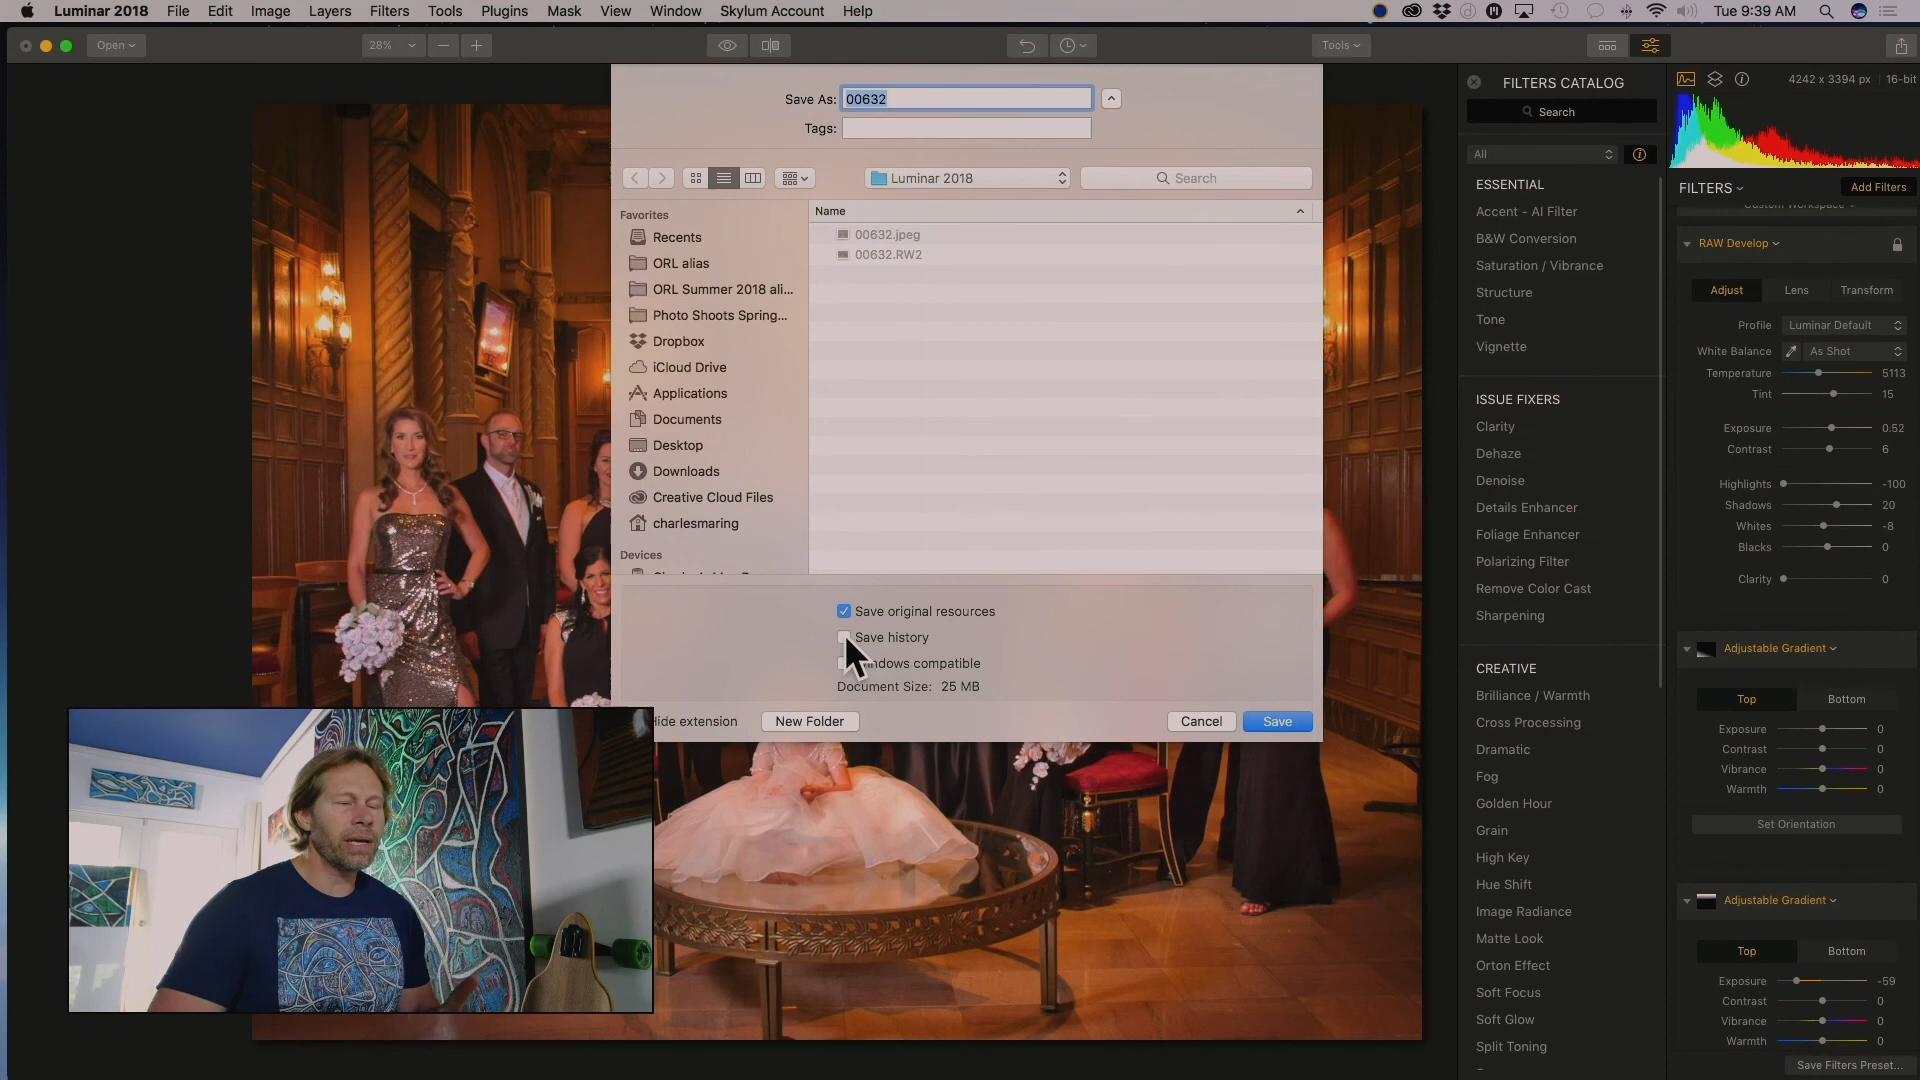 Luminar 2018 File Edit Image Layers Filters Tools Plugins Mask View Window Skylum Account Help Tue 9:39 AM
Open 28% Tools
Save As: 00632
Tags:
Luminar 2018 Search
Favorites
Recents
ORL alias
ORL Summer 2018 ali...
Photo Shoots Spring...
Dropbox
iCloud Drive
Applications
Documents
Desktop
Downloads
Creative Cloud Files
charlesmaring
Devices
Name
00632.jpeg
00632.RW2
Save original resources
Save history
ndows compatible
Document Size: 25 MB
Hide extension New Folder Cancel Save
FILTERS CATALOG
Search
All
ESSENTIAL
Accent - AI Filter
B&W Conversion
Saturation / Vibrance
Structure
Tone
Vignette
ISSUE FIXERS
Clarity
Dehaze
Denoise
Details Enhancer
Foliage Enhancer
Polarizing Filter
Remove Color Cast
Sharpening
CREATIVE
Brilliance / Warmth
Cross Processing
Dramatic
Fog
Golden Hour
Grain
High Key
Hue Shift
Image Radiance
Matte Look
Orton Effect
Soft Focus
Soft Glow
Split Toning
4242 x 3394 px 16-bit
FILTERS Add Filters
Custom Workspace
RAW Develop
Adjust Lens Transform
Profile Luminar Default
White Balance As Shot
Temperature 5113
Tint 15
Exposure 0.52
Contrast 6
Highlights -100
Shadows 20
Whites -8
Blacks 0
Clarity 0
Adjustable Gradient
Top Bottom
Exposure 0
Contrast 0
Vibrance 0
Warmth 0
Set Orientation
Adjustable Gradient
Top Bottom
Exposure -59
Contrast 0
Vibrance 0
Warmth 0
Save Filters Preset...